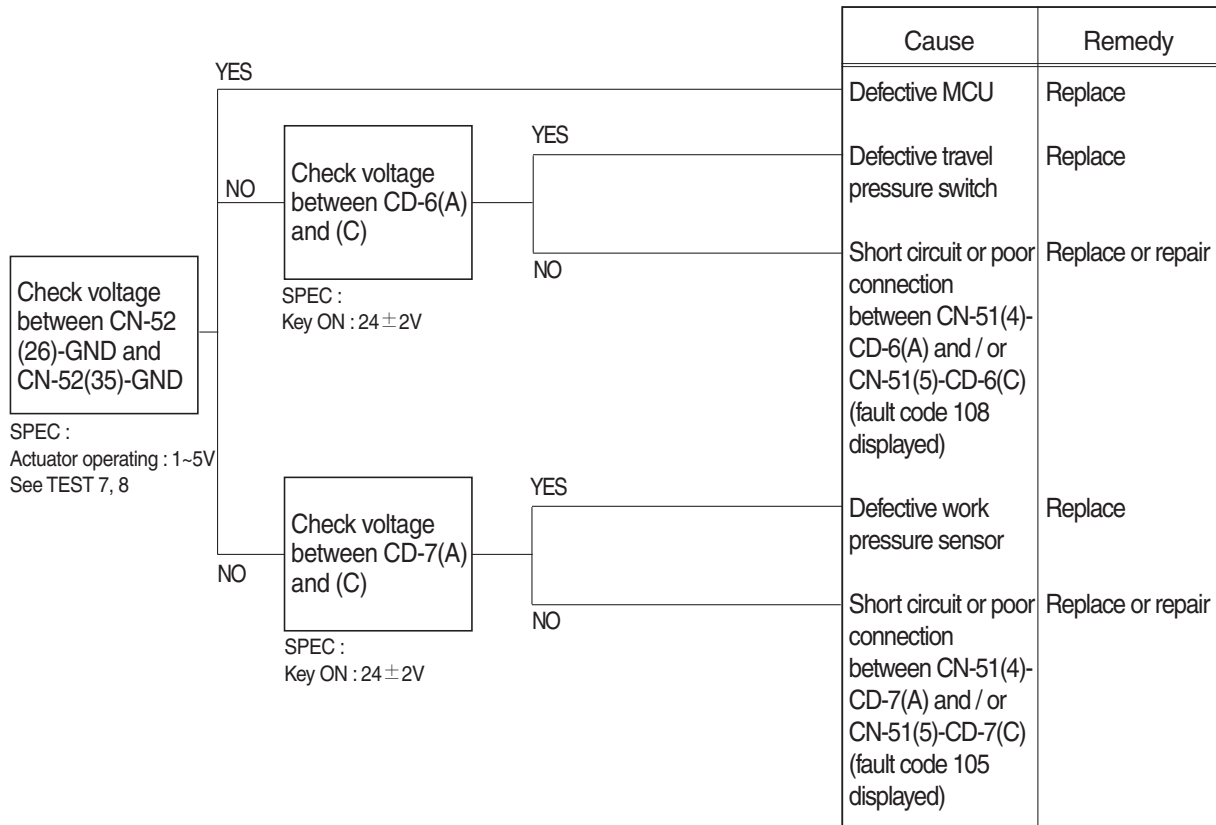 Cause
Remedy
YES
Defective MCU
Replace
NO
Check voltage
between CD-6(A)
and (C)
SPEC :
Key ON : 24±2V
YES
Defective travel
pressure switch
Replace
NO
Short circuit or poor
connection
between CN-51(4)-
CD-6(A) and / or
CN-51(5)-CD-6(C)
(fault code 108
displayed)
Replace or repair
Check voltage
between CN-52
(26)-GND and
CN-52(35)-GND
SPEC :
Actuator operating : 1~5V
See TEST 7, 8
NO
Check voltage
between CD-7(A)
and (C)
SPEC :
Key ON : 24±2V
YES
Defective work
pressure sensor
Replace
NO
Short circuit or poor
connection
between CN-51(4)-
CD-7(A) and / or
CN-51(5)-CD-7(C)
(fault code 105
displayed)
Replace or repair